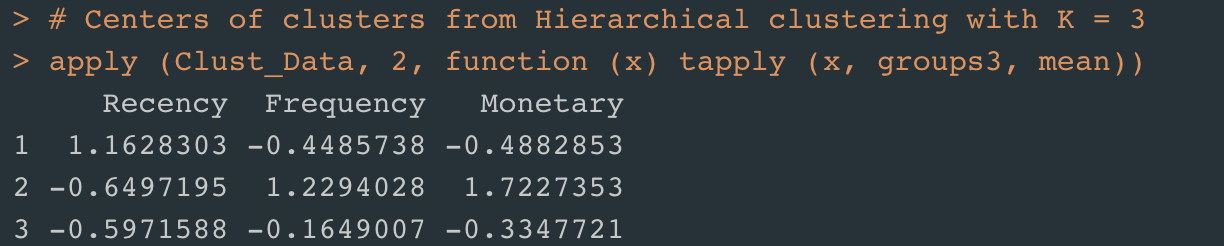 > # Centers of clusters from Hierarchical clustering with K = 3
> apply (Clust_Data, 2, function (x) tapply (x, groups3, mean))
Recency Frequency Monetary
1 1.1628303 -0.4485738 -0.4882853
2 -0.6497195 1.2294028 1.7227353
3 -0.5971588 -0.1649007 -0.3347721